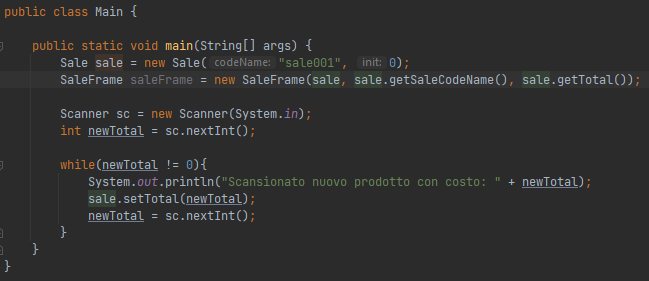 public class Main {
public static void main(String[] args) {
Sale sale = new Sale( codeName: "sale001", init: 0);
SaleFrame saleFrame = new SaleFrame(sale, sale.getSaleCodeName(), sale.getTotal());
Scanner sc = new Scanner(System.in);
int newTotal = sc.nextInt();
while(newTotal != 0){
System.out.println("Scansionato nuovo prodotto con costo: " + newTotal);
sale.setTotal(newTotal);
newTotal = sc.nextInt();
}
}
}